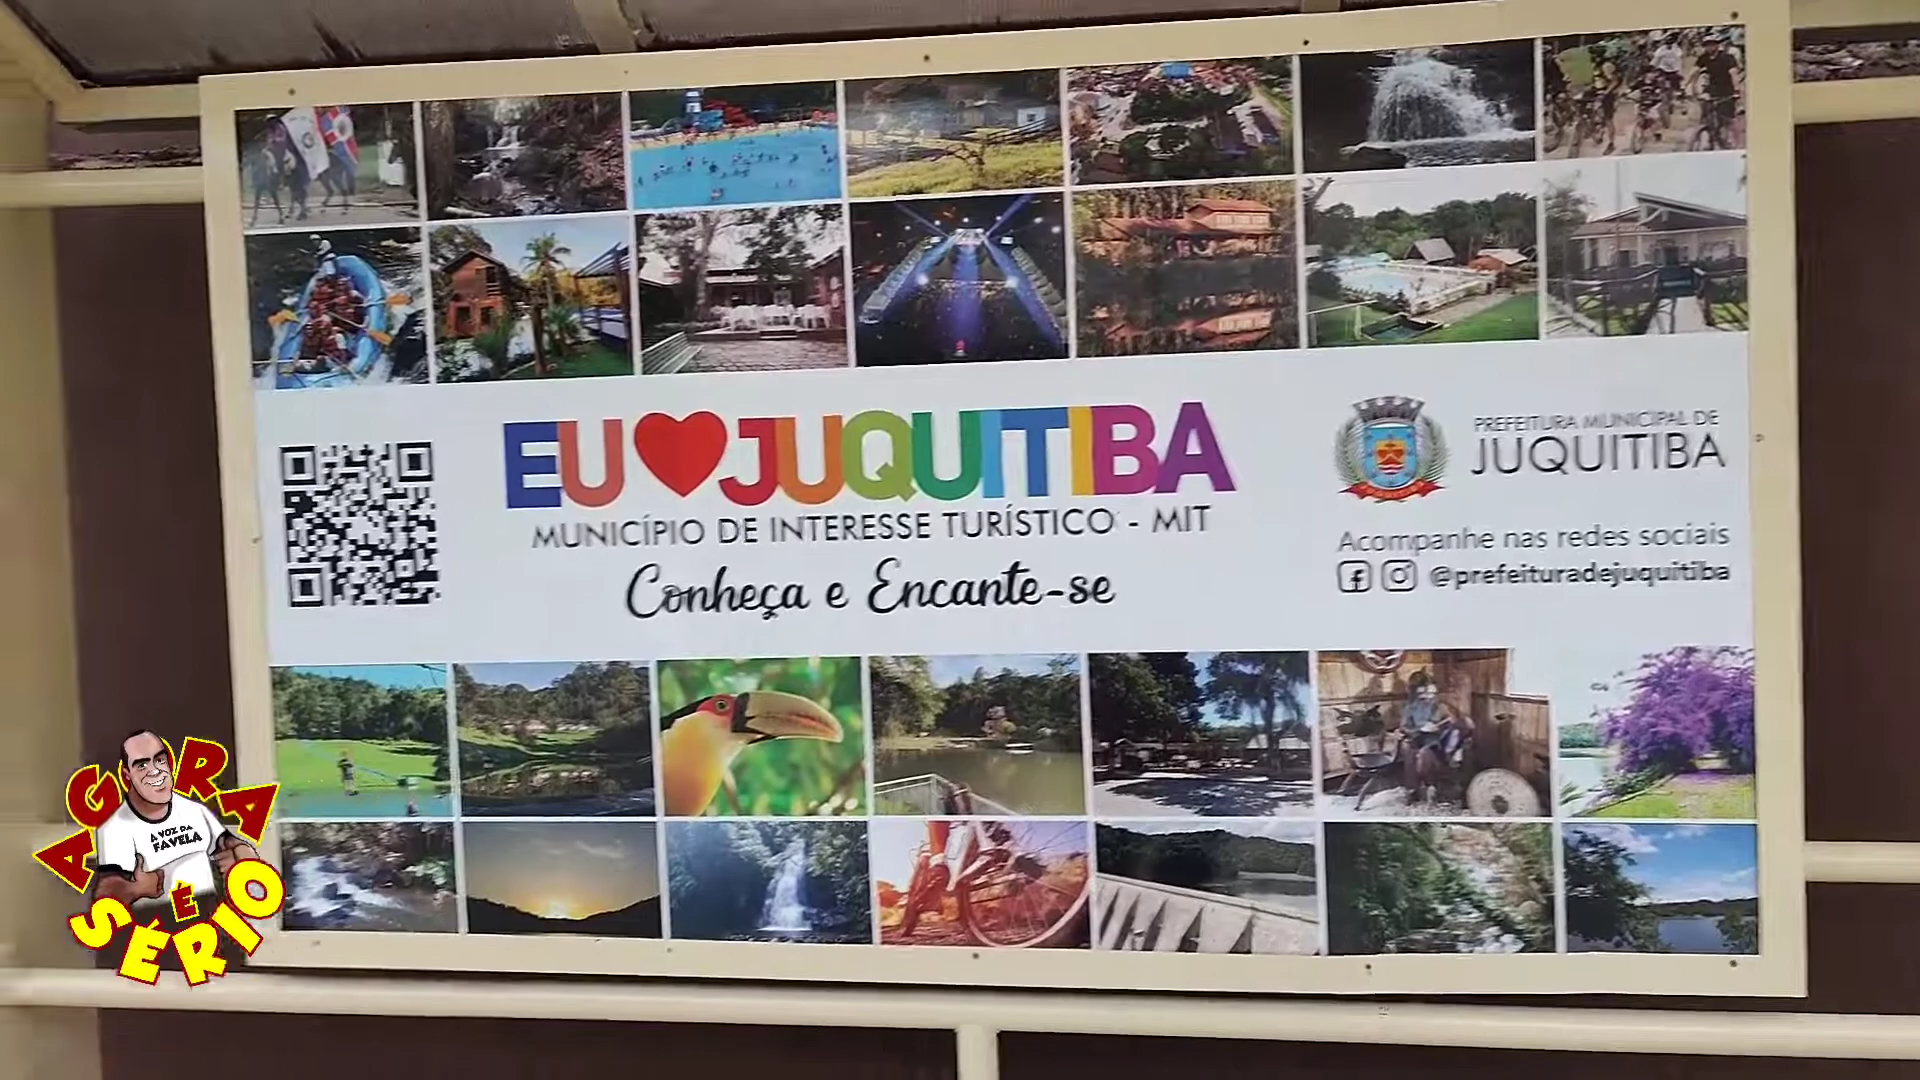 EU JUQUITIBA
MUNICÍPIO DE INTERESSE TURÍSTICO - MIT
Conheça e Encante-se
PREFEITURA MUNICIPAL DE
JUQUITIBA
Acompanhe nas redes sociais
@prefeituradejuquitiba
AGORA
A VOZ DA
FAVELA
É
SÉRIO